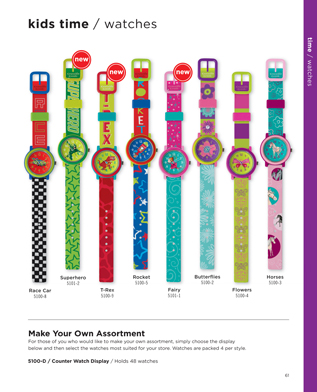 kids time / watches
time / watches
new
new
new
RACE
T-REX
Race Car
5100-8
Superhero
5101-2
T-Rex
5100-9
Rocket
5100-5
Fairy
5101-1
Butterflies
5100-2
Flowers
5100-4
Horses
5100-3
Make Your Own Assortment
For those of you who would like to make your own assortment, simply choose the display
below and then select the watches most suited for your store. Watches are packed 4 per style.
5100-D / Counter Watch Display / Holds 48 watches
61